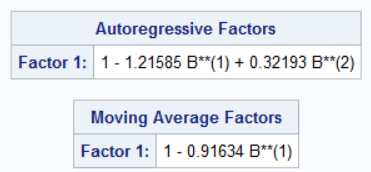 Autoregressive Factors
Factor 1: 1 - 1.21585 B**(1) + 0.32193 B**(2)
Moving Average Factors
Factor 1: 1 - 0.91634 B**(1)